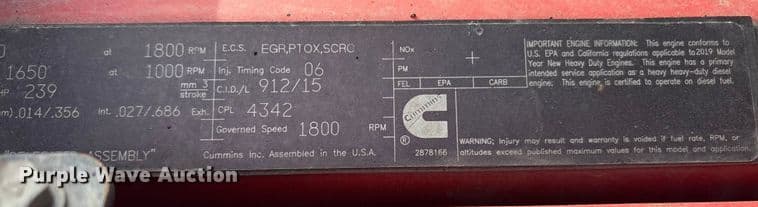 0 at 1800 RPM
1650 at 1000 RPM
HP 239 mm 3 stroke
.014/.356 Int. .027/.686 Exh.
ASSEMBLY"
E.C.S. EGR,PTOX,SCRC
Inj. Timing Code 06
C.I.D./L 912/15
CPL 4342
Governed Speed 1800 RPM
Cummins Inc. Assembled in the U.S.A.
NOx
PM
FEL EPA CARB
Cummins
®
2878166
IMPORTANT ENGINE INFORMATION: This engine conforms to
U.S. EPA and California regulations applicable to 2019 Model
Year New Heavy Duty Engines. This engine has a primary
intended service application as a heavy heavy-duty diesel
engine. This engine is certified to operate on diesel fuel.
WARNING; Injury may result and warranty is voided if fuel rate, RPM, or
altitudes exceed published maximum values for this model and application.
Purple Wave Auction